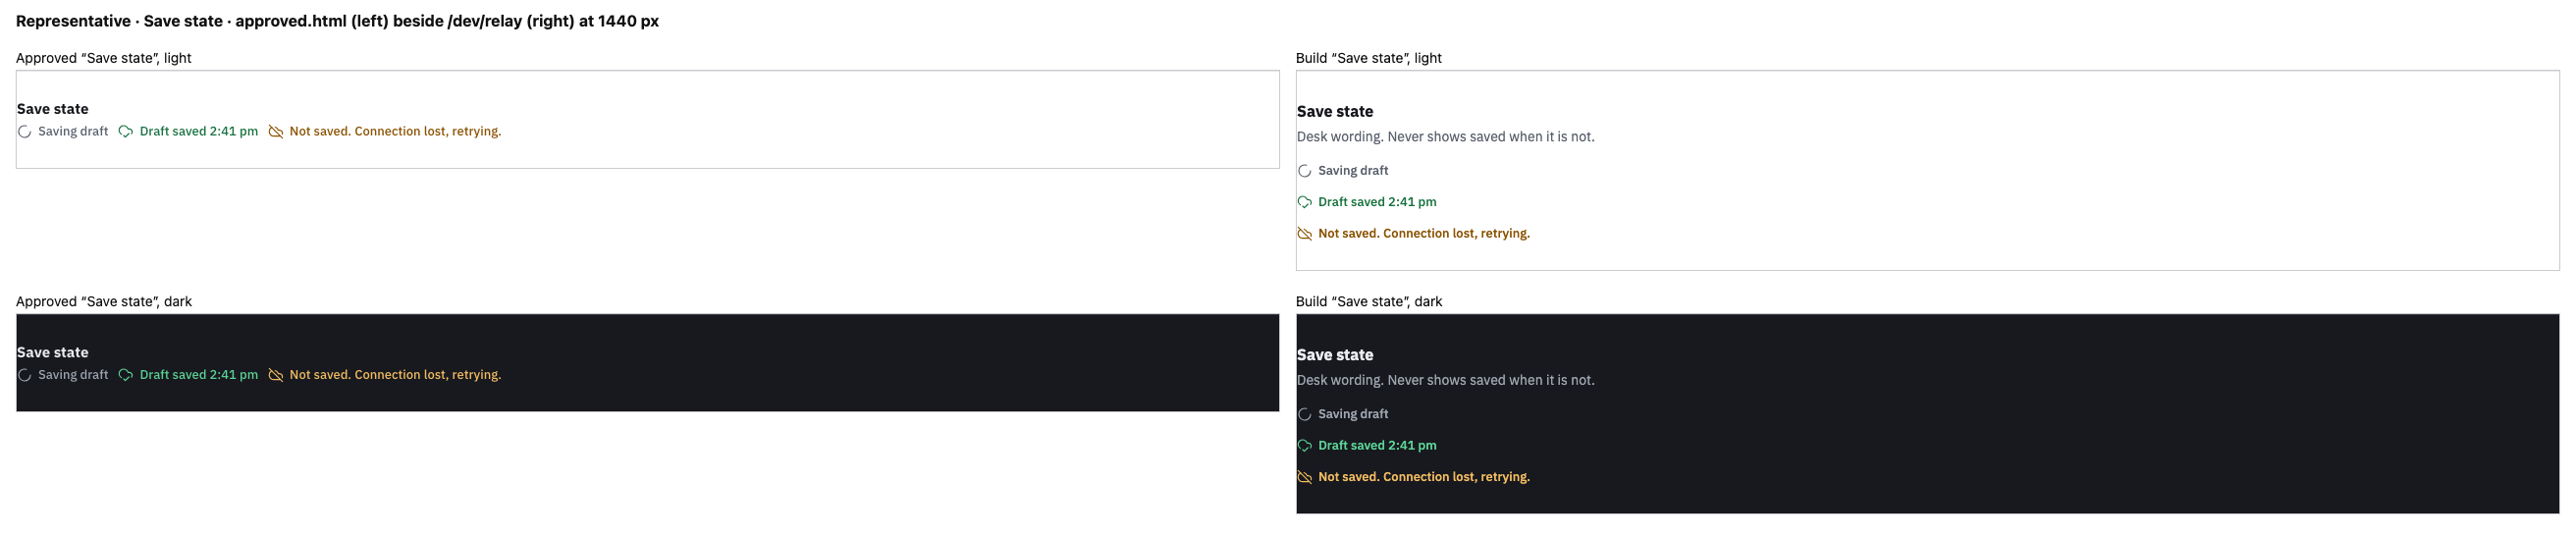 Representative · Save state · approved.html (left) beside /dev/relay (right) at 1440 px
Approved “Save state”, light
Save state
Saving draft Draft saved 2:41 pm Not saved. Connection lost, retrying.
Build “Save state”, light
Save state
Desk wording. Never shows saved when it is not.
Saving draft
Draft saved 2:41 pm
Not saved. Connection lost, retrying.
Approved “Save state”, dark
Save state
Saving draft Draft saved 2:41 pm Not saved. Connection lost, retrying.
Build “Save state”, dark
Save state
Desk wording. Never shows saved when it is not.
Saving draft
Draft saved 2:41 pm
Not saved. Connection lost, retrying.